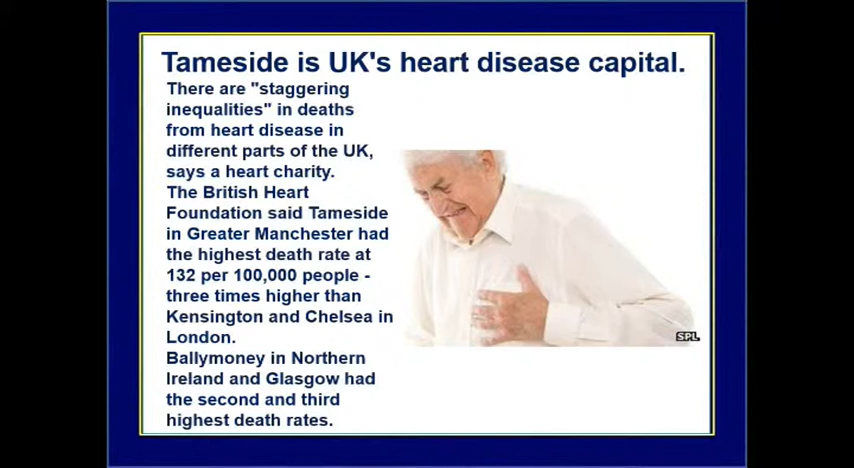 Tameside is UK's heart disease capital.
There are "staggering
inequalities" in deaths
from heart disease in
different parts of the UK,
says a heart charity.
The British Heart
Foundation said Tameside
in Greater Manchester had
the highest death rate at
132 per 100,000 people -
three times higher than
Kensington and Chelsea in
London.
Ballymoney in Northern
Ireland and Glasgow had
the second and third
highest death rates.
SPL